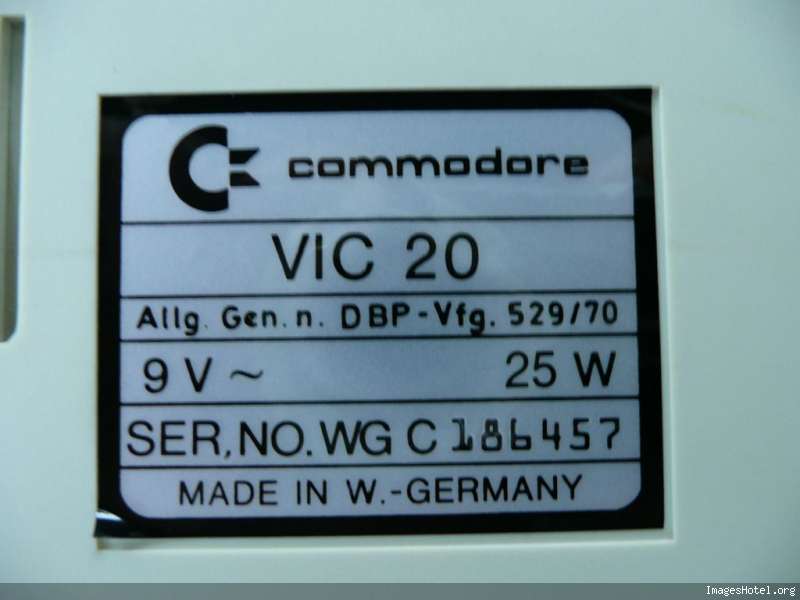 commodore
VIC 20
Allg. Gen. n. DBP-Vfg. 529/70
9 V ~ 25 W
SER,NO. WG C 186457
MADE IN W.-GERMANY
ImagesHotel.org